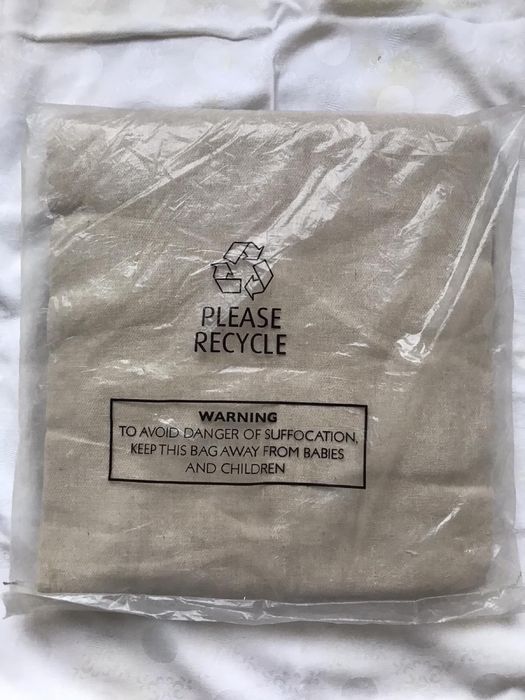 PLEASE
RECYCLE
WARNING
TO AVOID DANGER OF SUFFOCATION,
KEEP THIS BAG AWAY FROM BABIES
AND CHILDREN